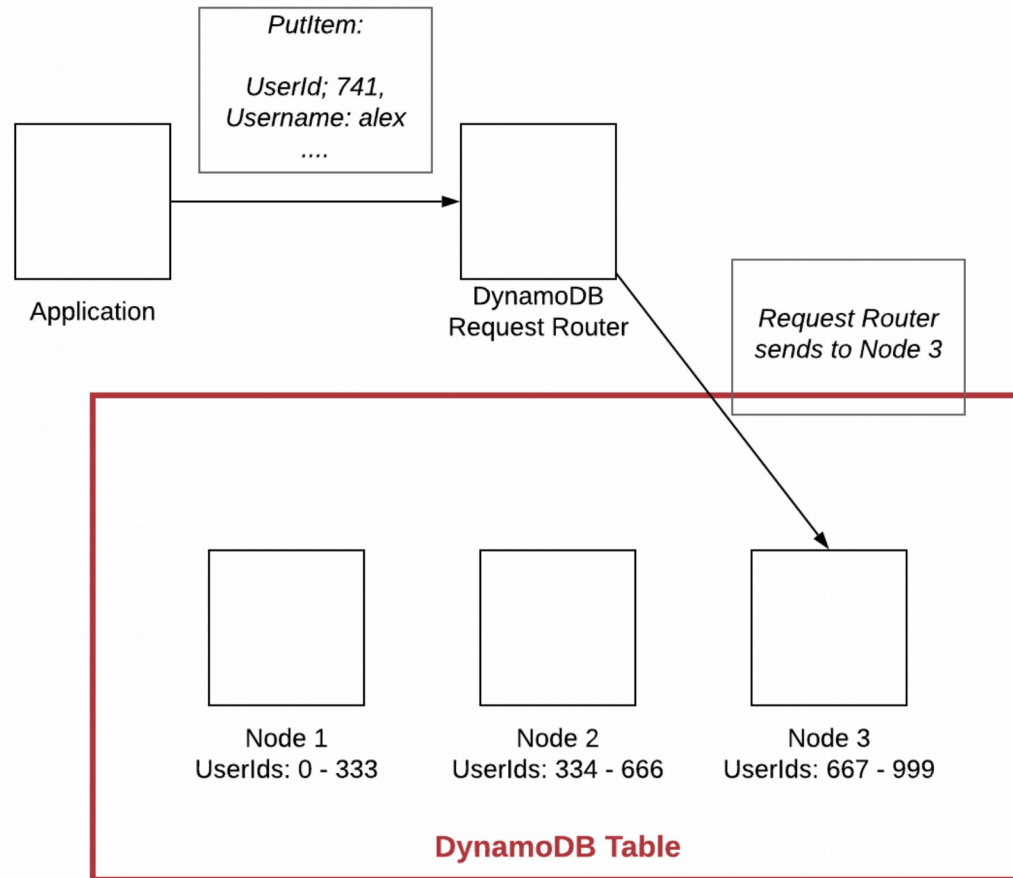 PutItem:
UserId; 741,
Username: alex
....
Application
DynamoDB
Request Router
Request Router
sends to Node 3
Node 1
UserIds: 0 - 333
Node 2
UserIds: 334 - 666
Node 3
UserIds: 667 - 999
DynamoDB Table